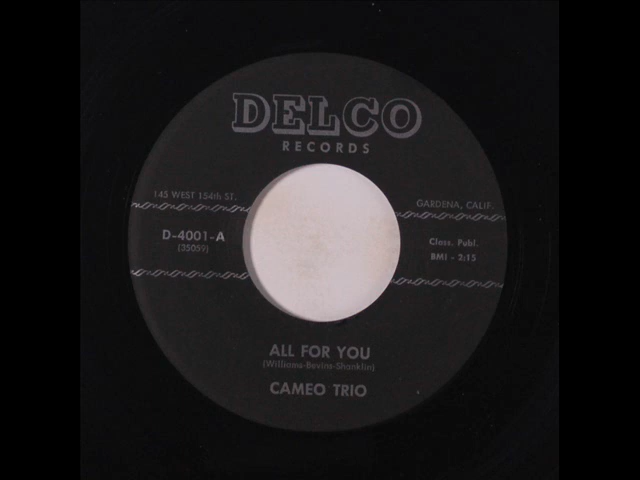 DELCO
RECORDS
145 WEST 154th ST.
GARDENA, CALIF.
D-4001-A
(35059)
Class. Publ.
BMI - 2:15
ALL FOR YOU
(Williams-Bevins-Shanklin)
CAMEO TRIO